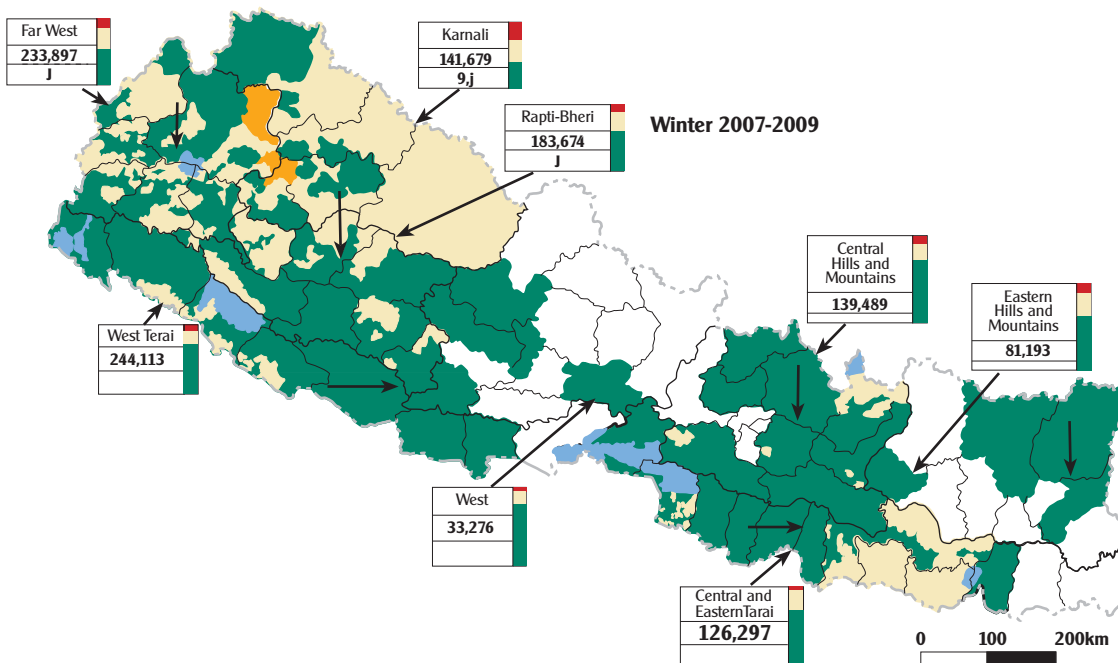 Far West
233,897
J
Karnali
141,679
9,j
Rapti-Bheri
183,674
J
Winter 2007-2009
Central
Hills and
Mountains
139,489
Eastern
Hills and
Mountains
81,193
West Terai
244,113
West
33,276
Central and
EasternTarai
126,297
0 100 200km